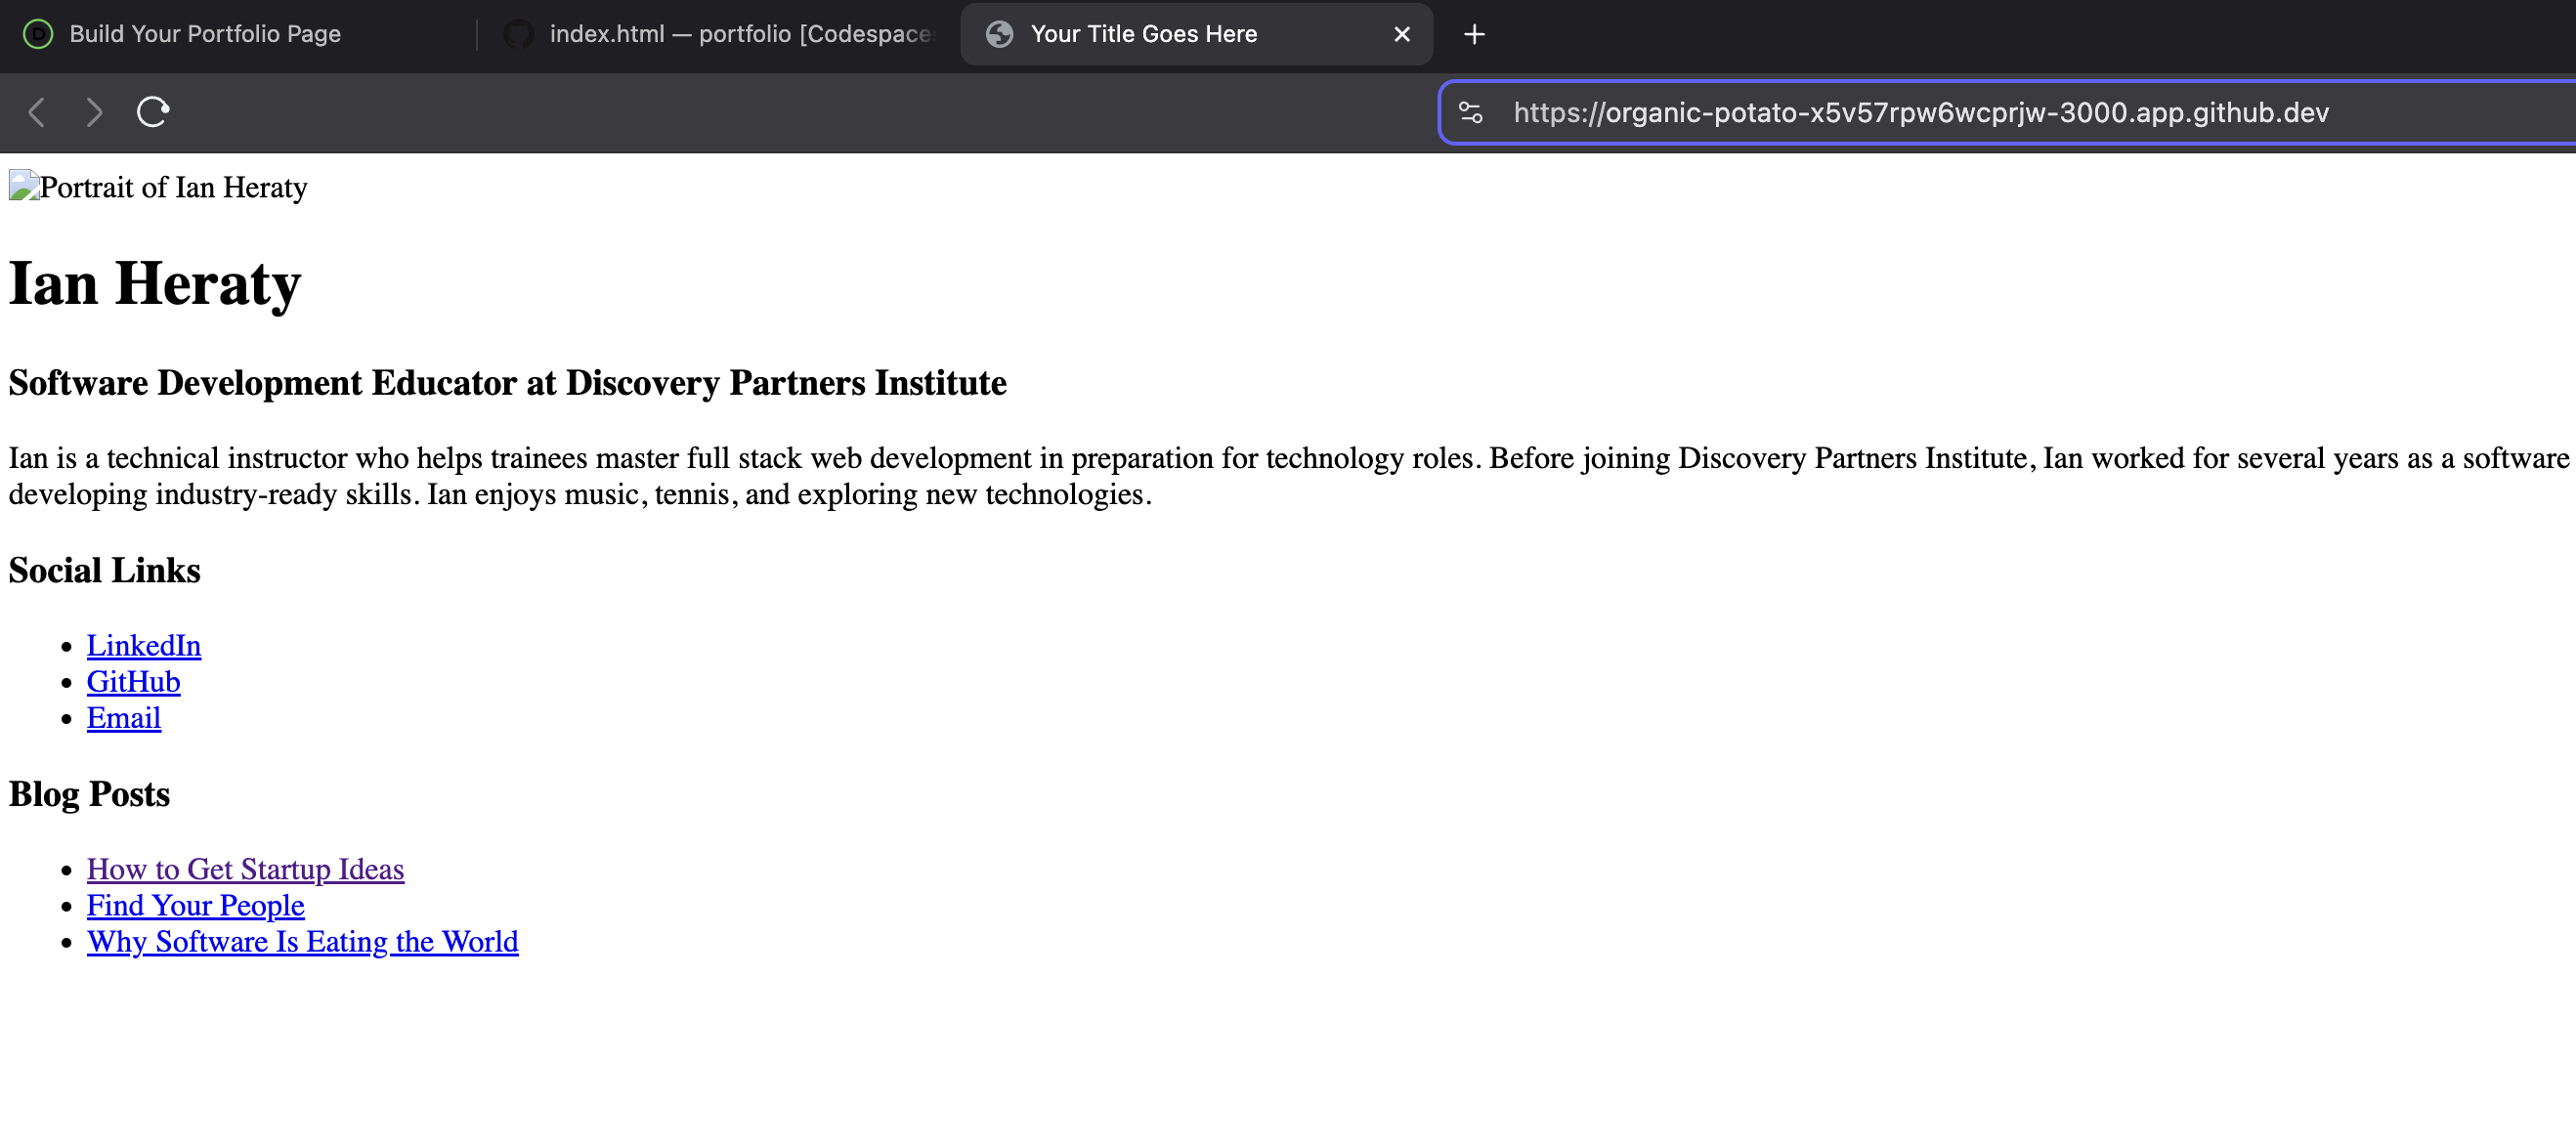 Build Your Portfolio Page
index.html — portfolio [Codespaces
Your Title Goes Here
https://organic-potato-x5v57rpw6wcprjw-3000.app.github.dev
Portrait of Ian Heraty
Ian Heraty
Software Development Educator at Discovery Partners Institute
Ian is a technical instructor who helps trainees master full stack web development in preparation for technology roles. Before joining Discovery Partners Institute, Ian worked for several years as a software
developing industry-ready skills. Ian enjoys music, tennis, and exploring new technologies.
Social Links
LinkedIn
GitHub
Email
Blog Posts
How to Get Startup Ideas
Find Your People
Why Software Is Eating the World